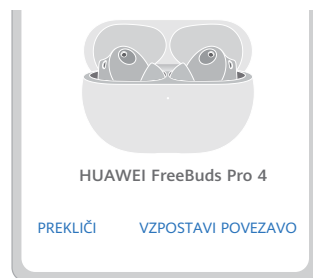 HUAWEI FreeBuds Pro 4
PREKLIČI VZPOSTAVI POVEZAVO